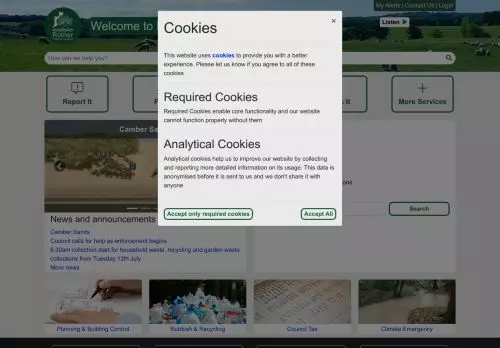 My Alerts | Contact Us | Login
Rother
Welcome to
Listen
How can we help you?
Report It
P
It
More Services
Cookies
×
This website uses cookies to provide you with a better
experience. Please let us know if you agree to all of these
cookies
Required Cookies
Required Cookies enable core functionality and our website
cannot function properly without them
Analytical Cookies
Analytical cookies help us to improve our website by collecting
and reporting more detailed information on its usage. This data is
anonymised before it is sent to us and we don't share it with
anyone
Accept only required cookies
Accept All
Camber San
ons
Search
News and announcements
Camber Sands
Council calls for help as enforcement begins
6.30am collection start for household waste, recycling and garden waste
collections from Tuesday 12th July
More news
Planning & Building Control
Rubbish & Recycling
Council Tax
Climate Emergency